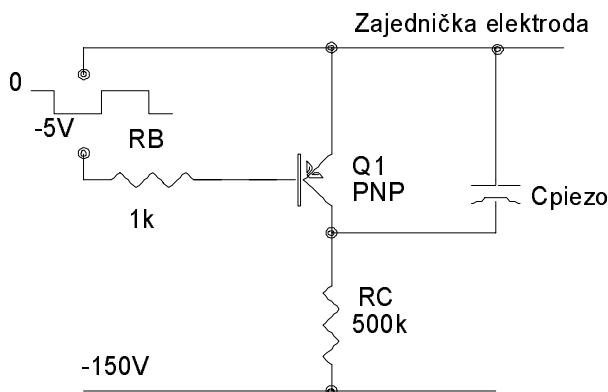 Zajednička elektroda
0
-5V
RB
1k
Q1
PNP
Cpiezo
RC
500k
-150V